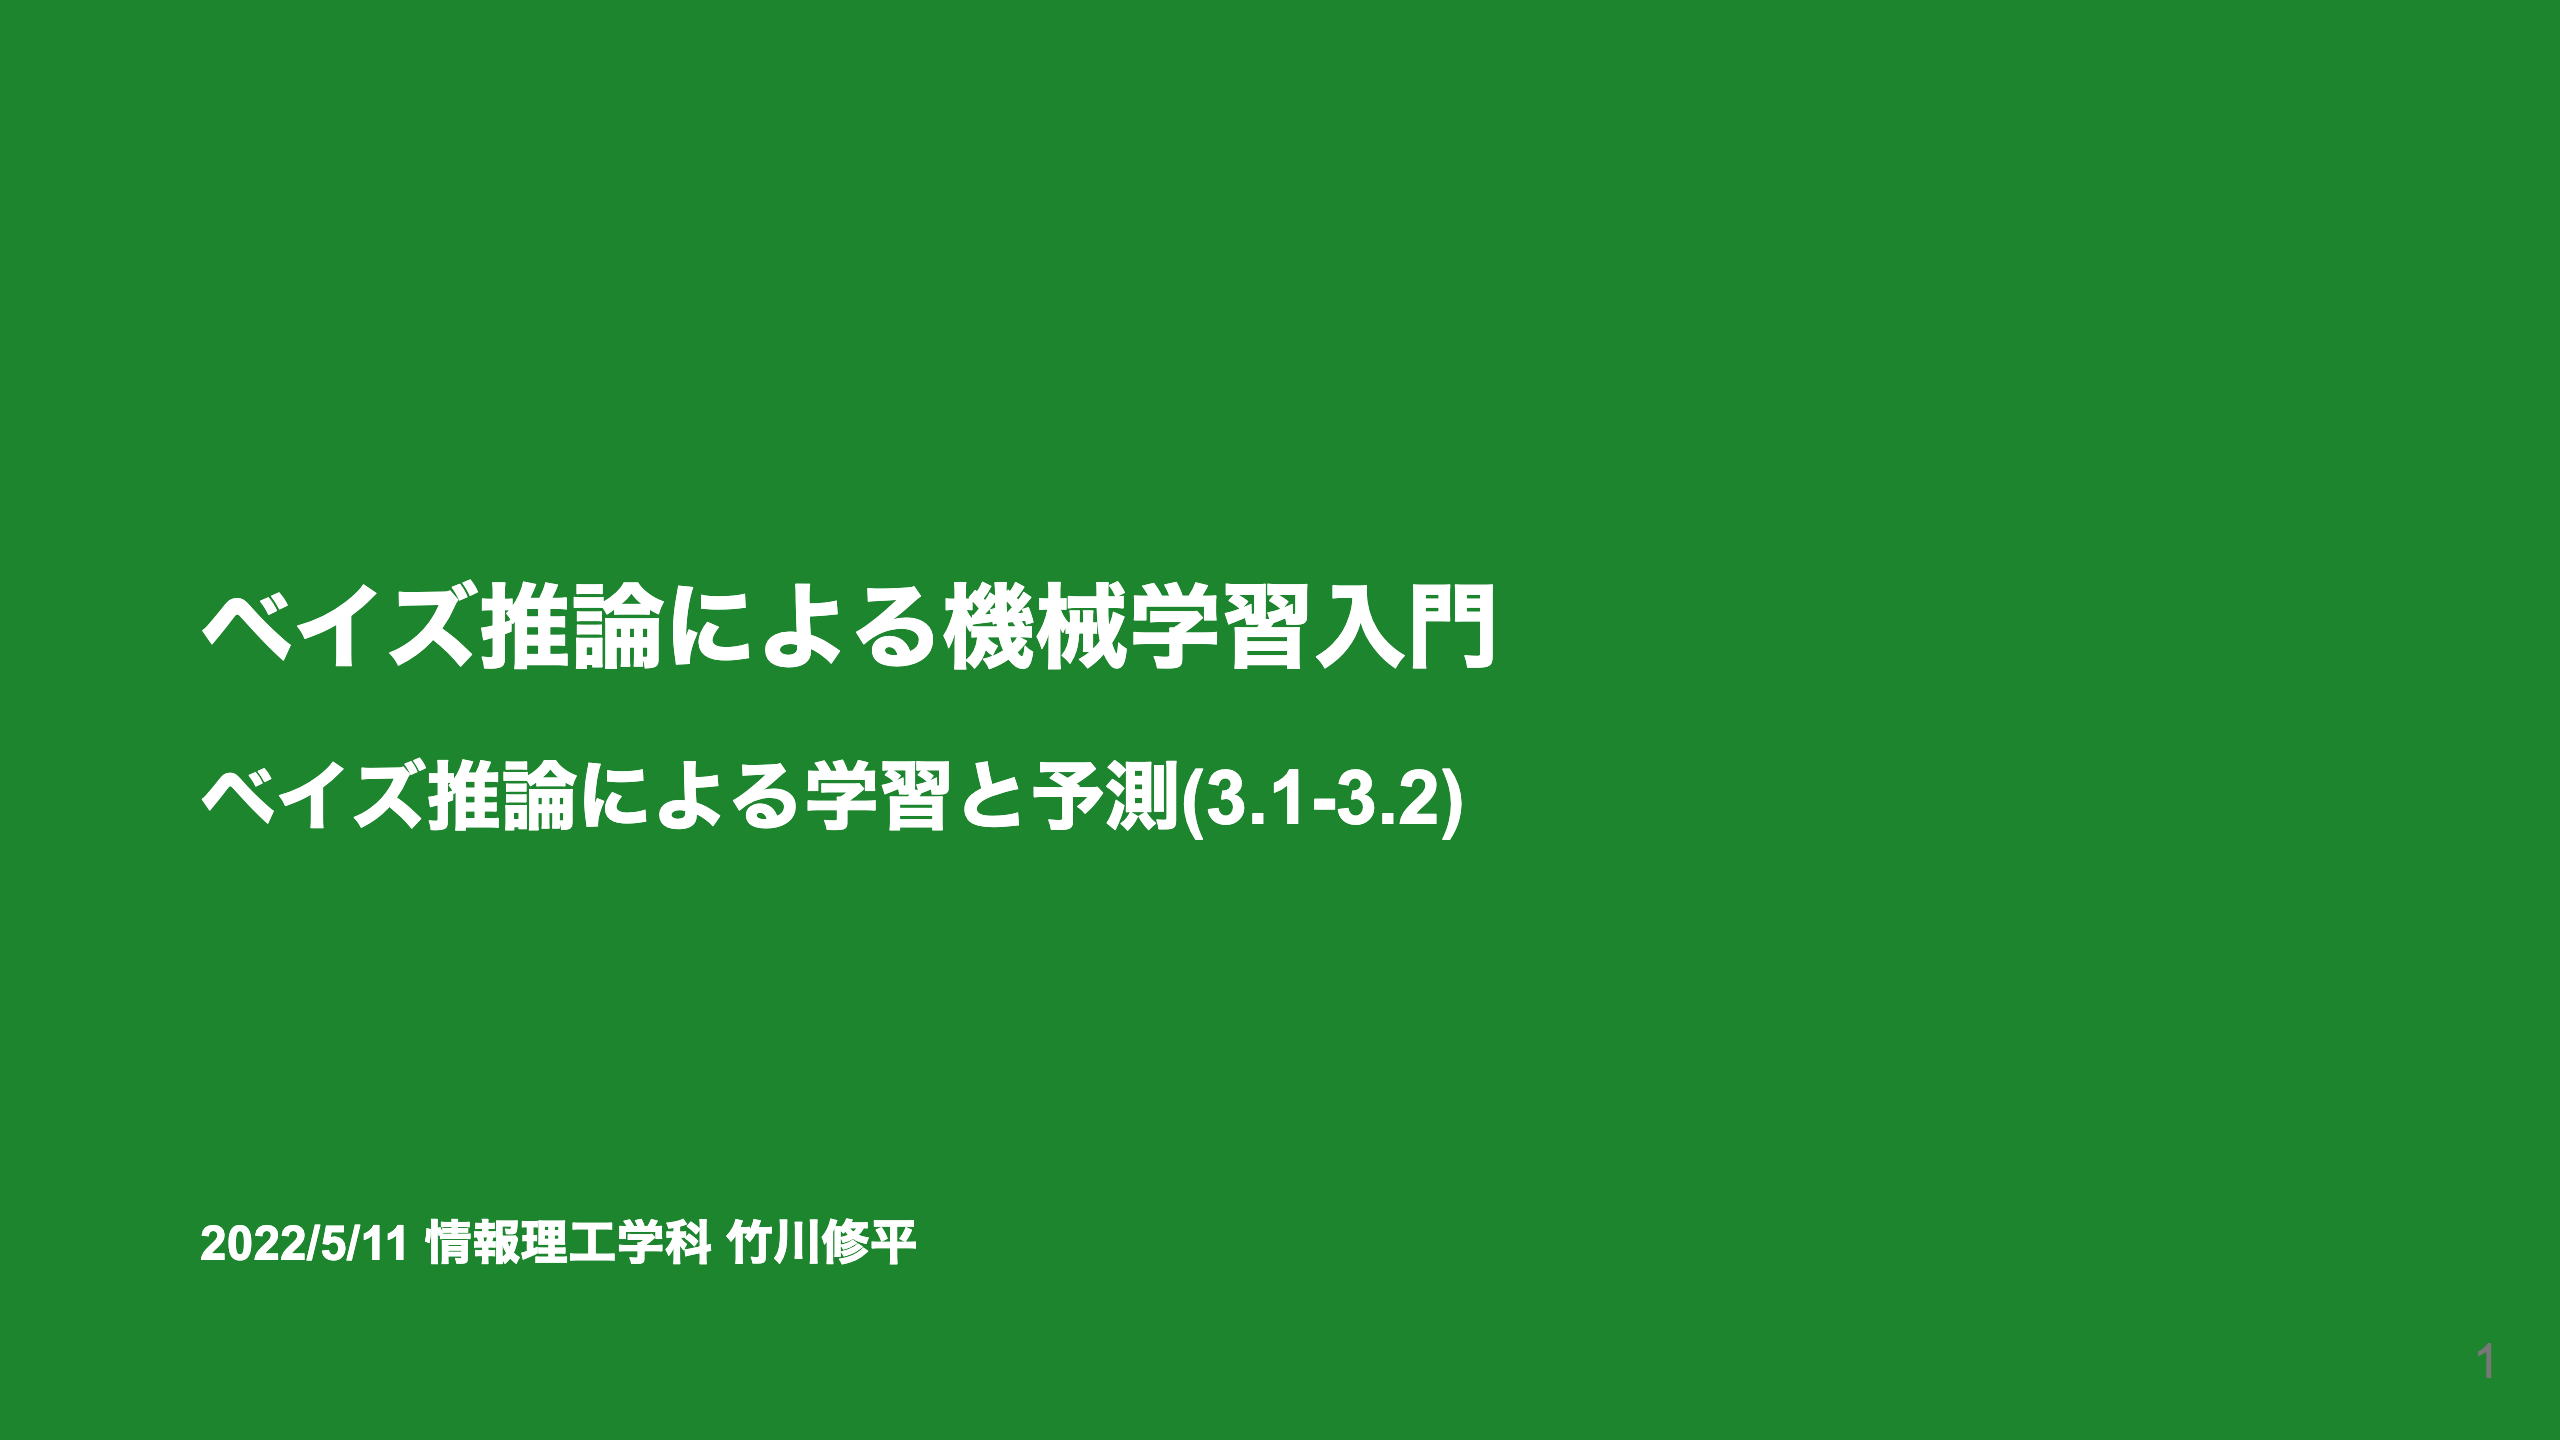 ベイズ推論による機械学習入門
ベイズ推論による学習と予測(3.1-3.2)
2022/5/11 情報理工学科 竹川修平
1